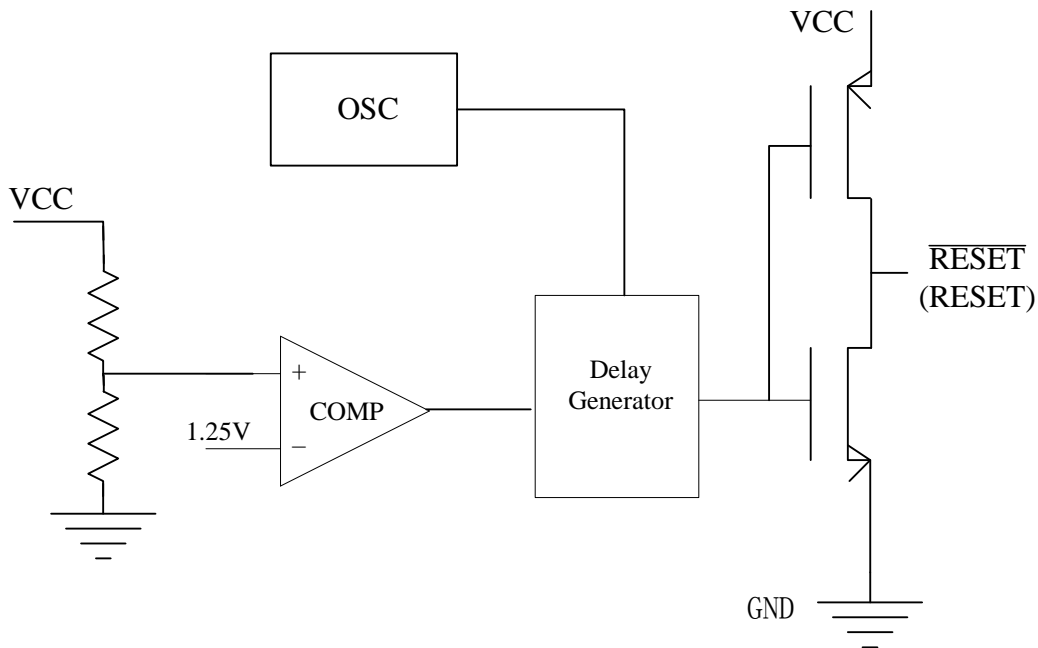 VCC
OSC
VCC
RESET
(RESET)
+
COMP
1.25V
−
Delay
Generator
GND